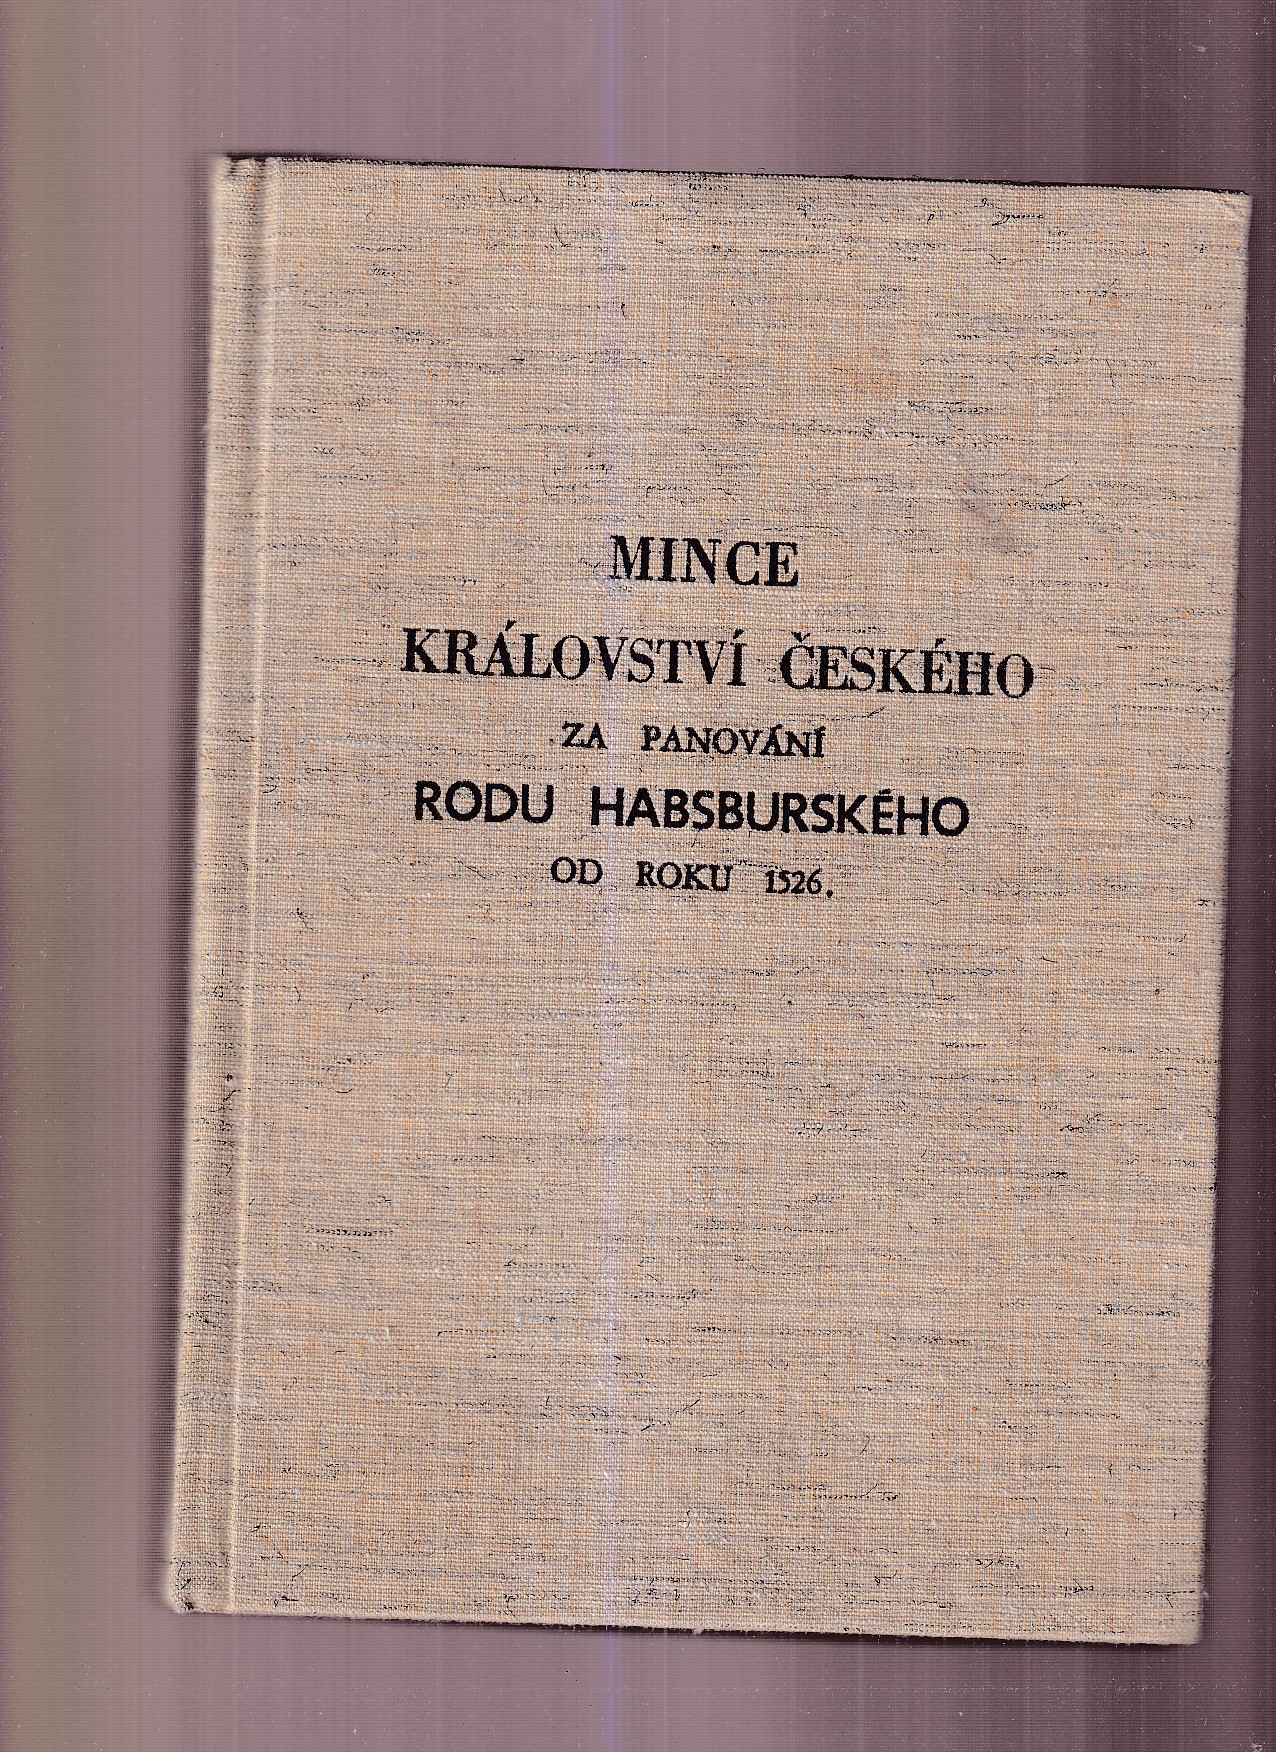 MINCE
KRÁLOVSTVÍ ČESKÉHO
ZA PANOVÁNÍ
RODU HABSBURSKÉHO
OD ROKU 1526.